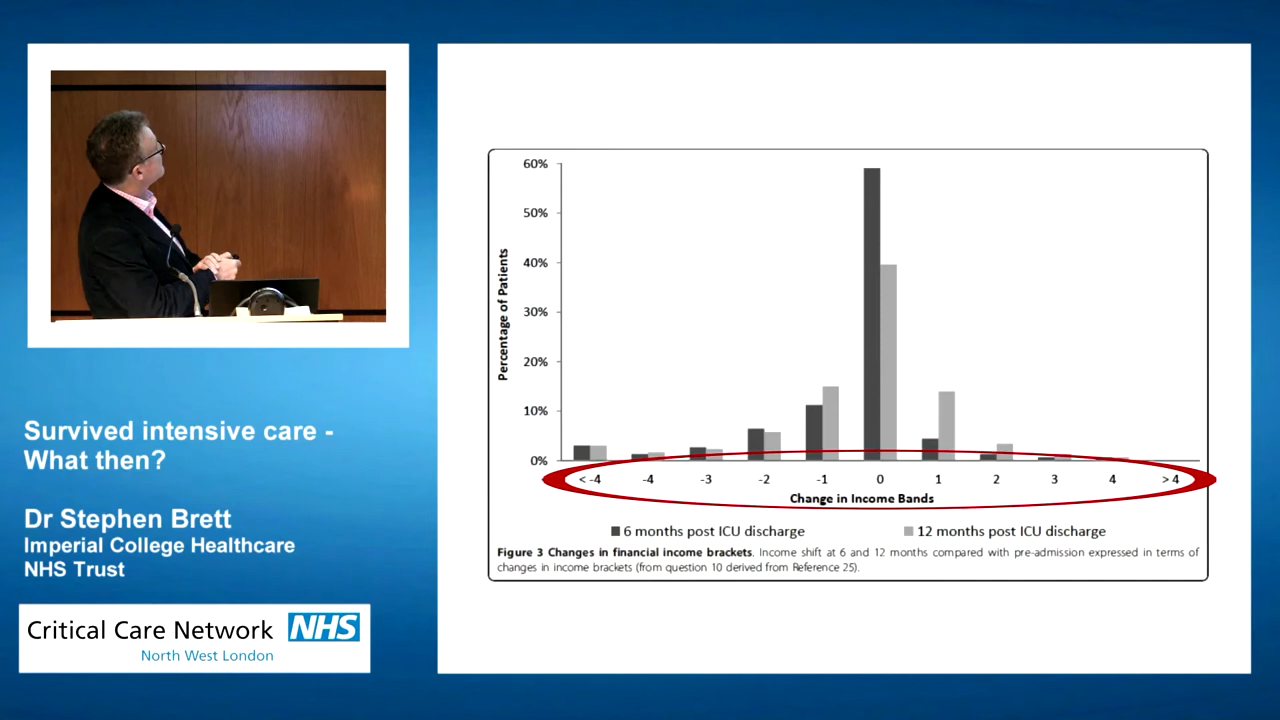 Survived intensive care -
What then?
Dr Stephen Brett
Imperial College Healthcare
NHS Trust
Critical Care Network NHS
North West London
60%
50%
40%
30%
20%
10%
0%
Percentage of Patients
< -4 -4 -3 -2 -1 0 1 2 3 4 > 4
Change in Income Bands
6 months post ICU discharge 12 months post ICU discharge
Figure 3 Changes in financial income brackets. Income shift at 6 and 12 months compared with pre-admission expressed in terms of
changes in income brackets (from question 10 derived from Reference 25).